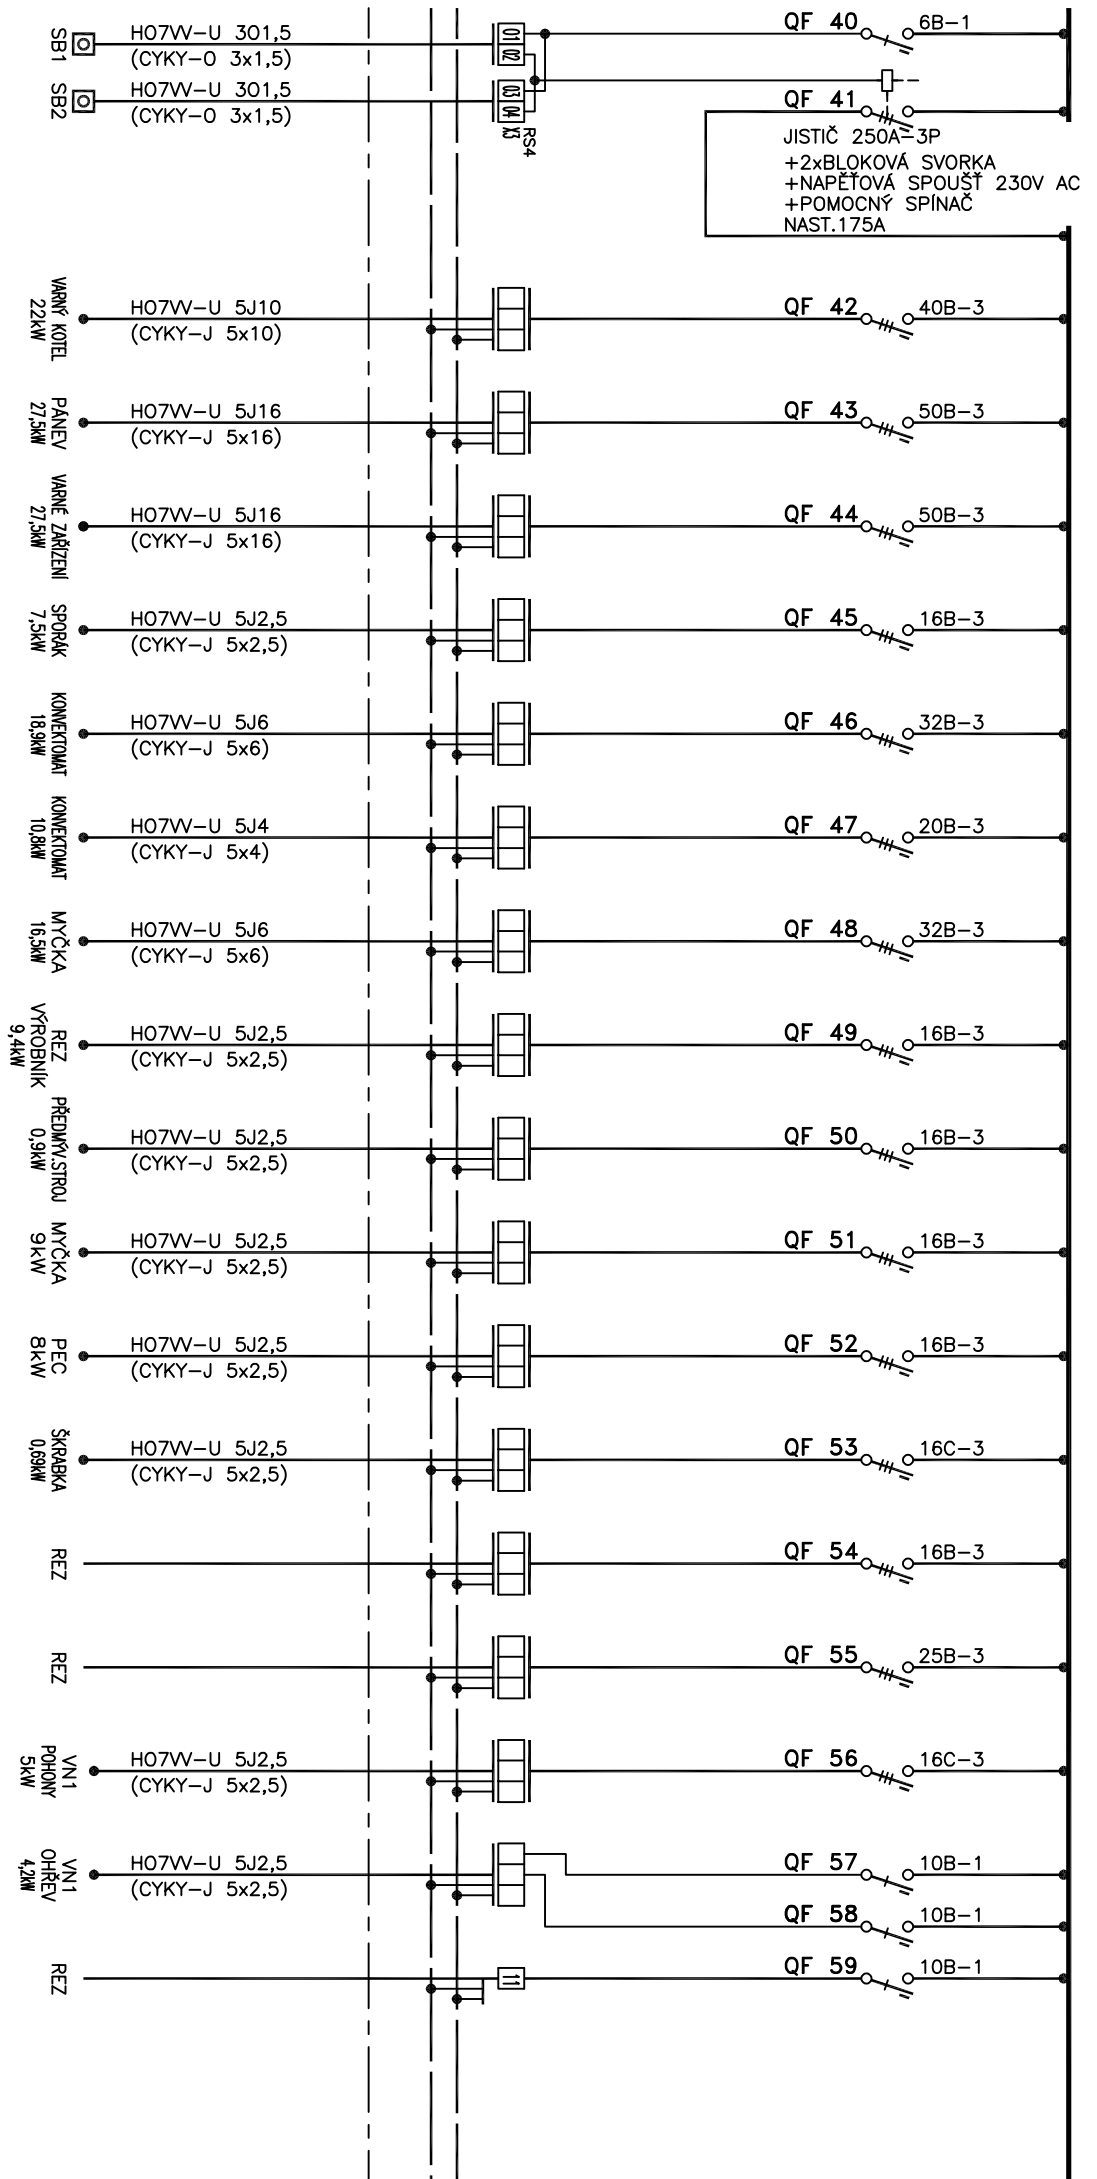 SB1
H07VV-U 3O1,5
(CYKY-O 3x1,5)
01
02
QF 40
6B-1
SB2
H07VV-U 3O1,5
(CYKY-O 3x1,5)
03
04
X3
RS4
QF 41
JISTIČ 250A-3P
+2xBLOKOVÁ SVORKA
+NAPĚŤOVÁ SPOUŠŤ 230V AC
+POMOCNÝ SPÍNAČ
NAST.175A
VARNÝ KOTEL
22kW
H07VV-U 5J10
(CYKY-J 5x10)
QF 42
40B-3
PÁNEV
27,5kW
H07VV-U 5J16
(CYKY-J 5x16)
QF 43
50B-3
VARNÉ ZAŘÍZENÍ
27,5kW
H07VV-U 5J16
(CYKY-J 5x16)
QF 44
50B-3
SPORÁK
7,5kW
H07VV-U 5J2,5
(CYKY-J 5x2,5)
QF 45
16B-3
KONVEKTOMAT
18,9kW
H07VV-U 5J6
(CYKY-J 5x6)
QF 46
32B-3
KONVEKTOMAT
10,8kW
H07VV-U 5J4
(CYKY-J 5x4)
QF 47
20B-3
MYČKA
16,5kW
H07VV-U 5J6
(CYKY-J 5x6)
QF 48
32B-3
REZ
VÝROBNÍK
9,4kW
H07VV-U 5J2,5
(CYKY-J 5x2,5)
QF 49
16B-3
PŘEDMÝV.STROJ
0,9kW
H07VV-U 5J2,5
(CYKY-J 5x2,5)
QF 50
16B-3
MYČKA
9kW
H07VV-U 5J2,5
(CYKY-J 5x2,5)
QF 51
16B-3
PEC
8kW
H07VV-U 5J2,5
(CYKY-J 5x2,5)
QF 52
16B-3
ŠKRABKA
0,69kW
H07VV-U 5J2,5
(CYKY-J 5x2,5)
QF 53
16C-3
REZ
QF 54
16B-3
REZ
QF 55
25B-3
VN1
POHONY
5kW
H07VV-U 5J2,5
(CYKY-J 5x2,5)
QF 56
16C-3
VN1
OHŘEV
4,2kW
H07VV-U 5J2,5
(CYKY-J 5x2,5)
QF 57
10B-1
QF 58
10B-1
REZ
11
QF 59
10B-1